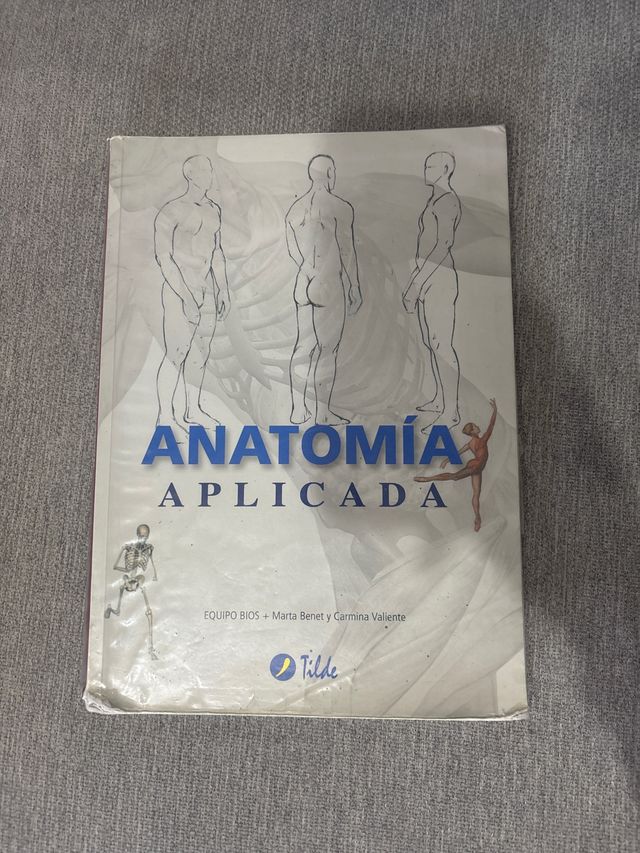 ANATOMÍA
APLICADA
EQUIPO BIOS + Marta Benet y Carmina Valiente
Tilde